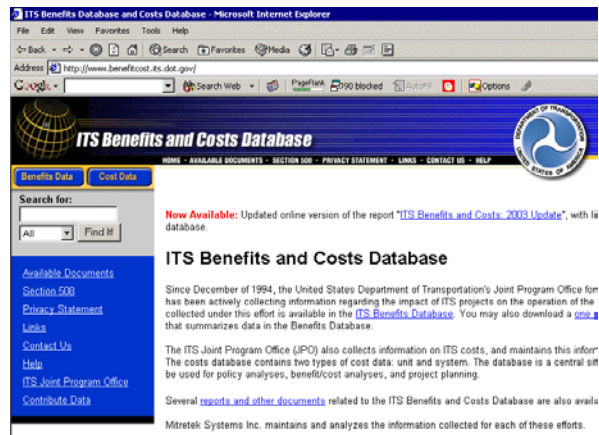 ITS Benefits Database and Costs Database - Microsoft Internet Explorer
File Edit View Favorites Tools Help
Back Search Favorites Media
Address http://www.benefitcost.its.dot.gov/
Google Search Web PageRank 390 blocked AutoFill Options
ITS Benefits and Costs Database
HOME - AVAILABLE DOCUMENTS - SECTION 508 - PRIVACY STATEMENT - LINKS - CONTACT US - HELP
DEPARTMENT OF TRANSPORTATION
UNITED STATES OF AMERICA
Benefits Data Cost Data
Search for:
All Find It!
Available Documents
Section 508
Privacy Statement
Links
Contact Us
Help
ITS Joint Program Office
Contribute Data
Now Available: Updated online version of the report "ITS Benefits and Costs: 2003 Update", with
database.
ITS Benefits and Costs Database
Since December of 1994, the United States Department of Transportation's Joint Program Office for
has been actively collecting information regarding the impact of ITS projects on the operation of the
collected under this effort is available in the ITS Benefits Database. You may also download a one
that summarizes data in the Benefits Database.
The ITS Joint Program Office (JPO) also collects information on ITS costs, and maintains this infor
The costs database contains two types of cost data: unit and system. The database is a central
be used for policy analyses, benefit/cost analyses, and project planning.
Several reports and other documents related to the ITS Benefits and Costs Database are also availa
Mitretek Systems Inc. maintains and analyzes the information collected for each of these efforts.